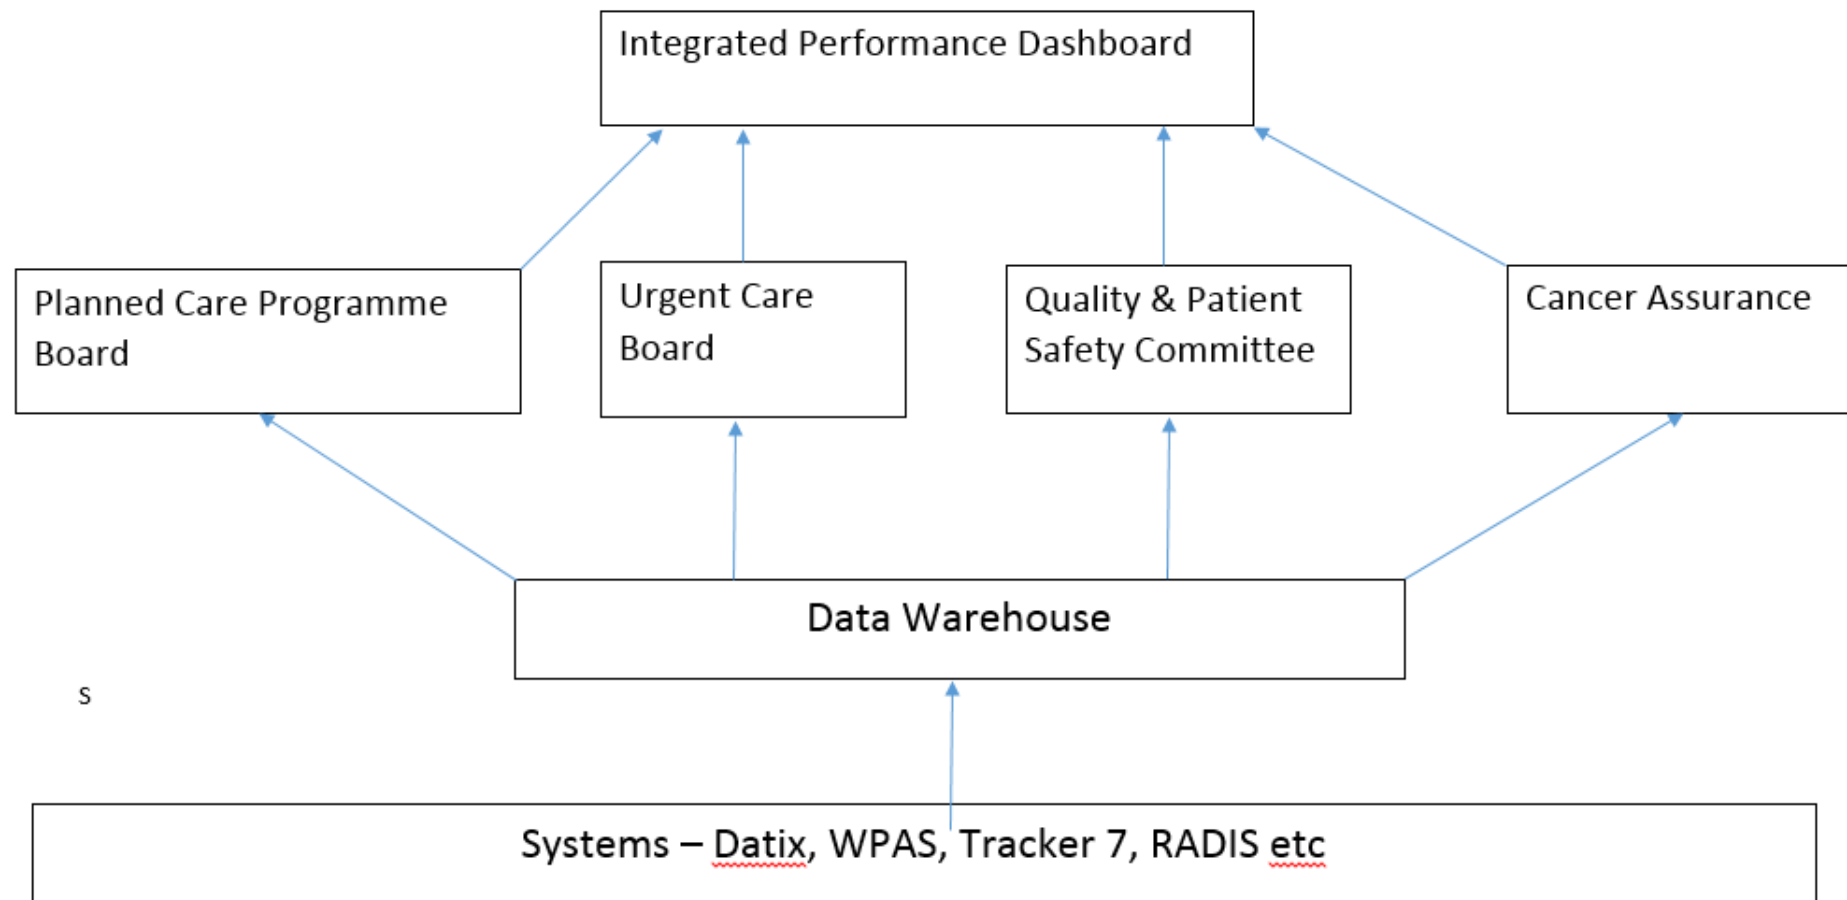 Integrated Performance Dashboard
Planned Care Programme
Board
Urgent Care
Board
Quality & Patient
Safety Committee
Cancer Assurance
Data Warehouse
s
Systems – Datix, WPAS, Tracker 7, RADIS etc